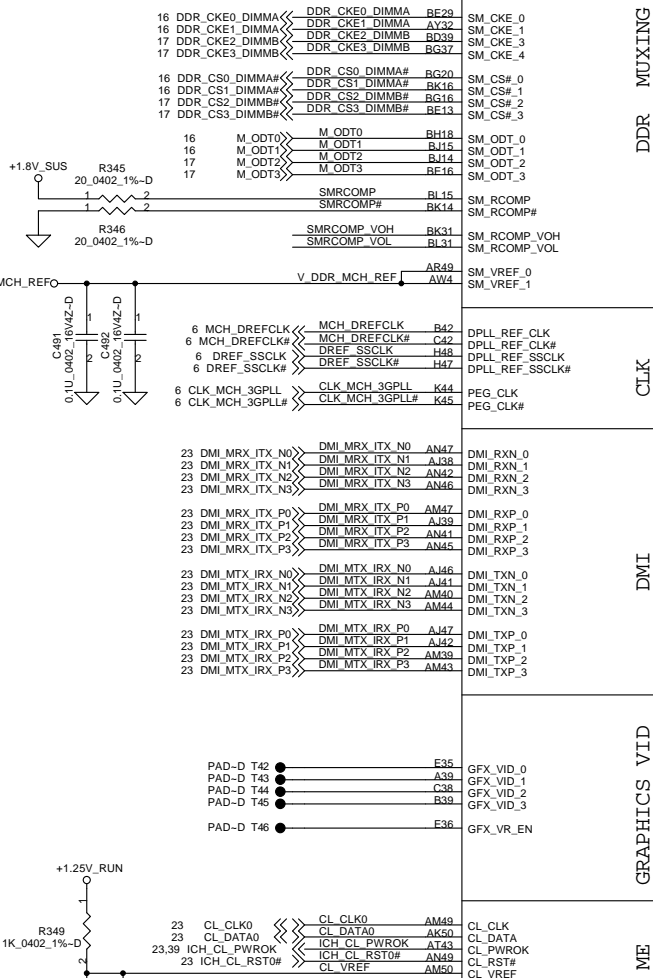 16 DDR_CKE0_DIMMA DDR_CKE0_DIMMA BE29 SM_CKE_0
16 DDR_CKE1_DIMMA DDR_CKE1_DIMMA AY32 SM_CKE_1
17 DDR_CKE2_DIMMB DDR_CKE2_DIMMB BD39 SM_CKE_3
17 DDR_CKE3_DIMMB DDR_CKE3_DIMMB BG37 SM_CKE_4
16 DDR_CS0_DIMMA# DDR_CS0_DIMMA# BG20 SM_CS#_0
16 DDR_CS1_DIMMA# DDR_CS1_DIMMA# BK16 SM_CS#_1
17 DDR_CS2_DIMMB# DDR_CS2_DIMMB# BG16 SM_CS#_2
17 DDR_CS3_DIMMB# DDR_CS3_DIMMB# BE13 SM_CS#_3
DDR MUXING
16 M_ODT0 M_ODT0 BH18 SM_ODT_0
16 M_ODT1 M_ODT1 BJ15 SM_ODT_1
17 M_ODT2 M_ODT2 BJ14 SM_ODT_2
17 M_ODT3 M_ODT3 BE16 SM_ODT_3
+1.8V_SUS
R345
20_0402_1%~D
1 2 SMRCOMP BL15 SM_RCOMP
1 2 SMRCOMP# BK14 SM_RCOMP#
R346
20_0402_1%~D
SMRCOMP_VOH BK31 SM_RCOMP_VOH
SMRCOMP_VOL BL31 SM_RCOMP_VOL
MCH_REF V_DDR_MCH_REF AR49 SM_VREF_0
AW4 SM_VREF_1
C491
0.1U_0402_16V4Z~D
1
2
C492
0.1U_0402_16V4Z~D
1
2
6 MCH_DREFCLK MCH_DREFCLK B42 DPLL_REF_CLK
6 MCH_DREFCLK# MCH_DREFCLK# C42 DPLL_REF_CLK#
6 DREF_SSCLK DREF_SSCLK H48 DPLL_REF_SSCLK
6 DREF_SSCLK# DREF_SSCLK# H47 DPLL_REF_SSCLK#
6 CLK_MCH_3GPLL CLK_MCH_3GPLL K44 PEG_CLK
6 CLK_MCH_3GPLL# CLK_MCH_3GPLL# K45 PEG_CLK#
CLK
23 DMI_MRX_ITX_N0 DMI_MRX_ITX_N0 AN47 DMI_RXN_0
23 DMI_MRX_ITX_N1 DMI_MRX_ITX_N1 AJ38 DMI_RXN_1
23 DMI_MRX_ITX_N2 DMI_MRX_ITX_N2 AN42 DMI_RXN_2
23 DMI_MRX_ITX_N3 DMI_MRX_ITX_N3 AN46 DMI_RXN_3
23 DMI_MRX_ITX_P0 DMI_MRX_ITX_P0 AM47 DMI_RXP_0
23 DMI_MRX_ITX_P1 DMI_MRX_ITX_P1 AJ39 DMI_RXP_1
23 DMI_MRX_ITX_P2 DMI_MRX_ITX_P2 AN41 DMI_RXP_2
23 DMI_MRX_ITX_P3 DMI_MRX_ITX_P3 AN45 DMI_RXP_3
23 DMI_MTX_IRX_N0 DMI_MTX_IRX_N0 AJ46 DMI_TXN_0
23 DMI_MTX_IRX_N1 DMI_MTX_IRX_N1 AJ41 DMI_TXN_1
23 DMI_MTX_IRX_N2 DMI_MTX_IRX_N2 AM40 DMI_TXN_2
23 DMI_MTX_IRX_N3 DMI_MTX_IRX_N3 AM44 DMI_TXN_3
23 DMI_MTX_IRX_P0 DMI_MTX_IRX_P0 AJ47 DMI_TXP_0
23 DMI_MTX_IRX_P1 DMI_MTX_IRX_P1 AJ42 DMI_TXP_1
23 DMI_MTX_IRX_P2 DMI_MTX_IRX_P2 AM39 DMI_TXP_2
23 DMI_MTX_IRX_P3 DMI_MTX_IRX_P3 AM43 DMI_TXP_3
DMI
PAD~D T42 E35 GFX_VID_0
PAD~D T43 A39 GFX_VID_1
PAD~D T44 C38 GFX_VID_2
PAD~D T45 B39 GFX_VID_3
PAD~D T46 E36 GFX_VR_EN
GRAPHICS VID
+1.25V_RUN
1
R349
1K_0402_1%~D
2
23 CL_CLK0 CL_CLK0 AM49 CL_CLK
23 CL_DATA0 CL_DATA0 AK50 CL_DATA
23,39 ICH_CL_PWROK ICH_CL_PWROK AT43 CL_PWROK
23 ICH_CL_RST0# ICH_CL_RST0# AN49 CL_RST#
CL_VREF AM50 CL_VREF
ME